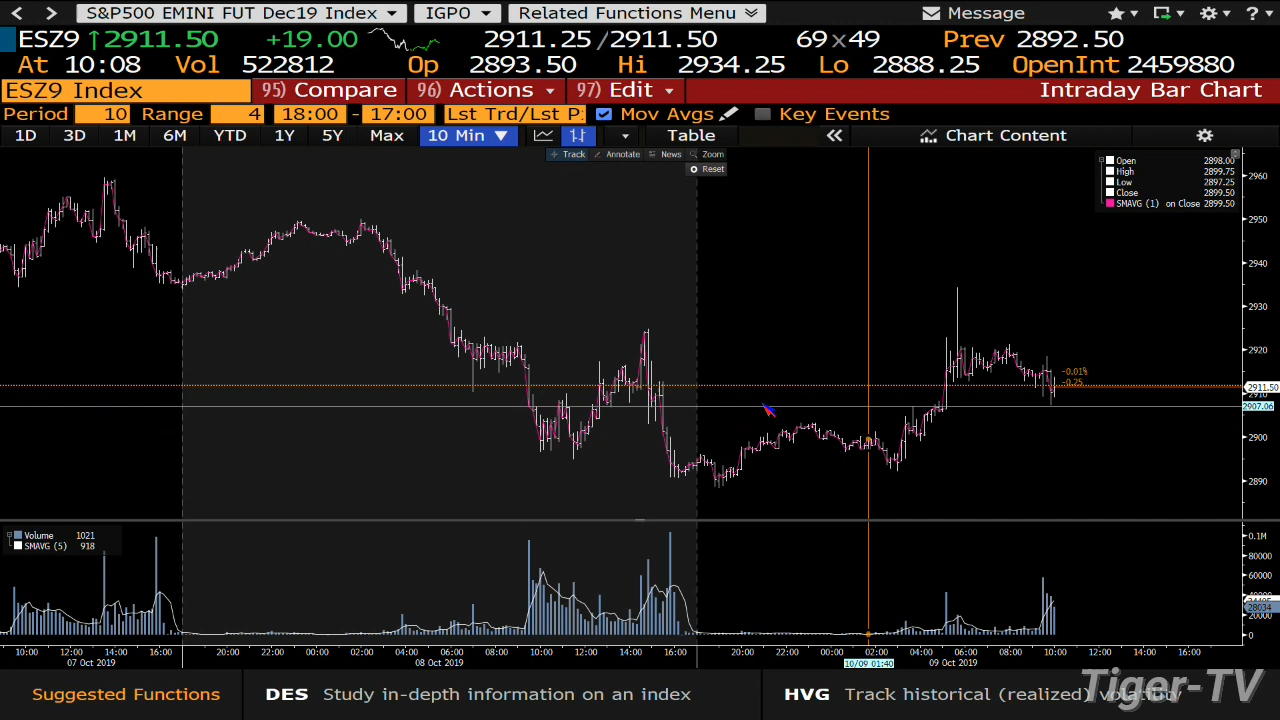 S&P500 EMINI FUT Dec19 Index IGPO Related Functions Menu Message
ESZ9 ↑2911.50 +19.00 2911.25/2911.50 69×49 Prev 2892.50
At 10:08 Vol 522812 Op 2893.50 Hi 2934.25 Lo 2888.25 OpenInt 2459880
ESZ9 Index 95) Compare 96) Actions 97) Edit Intraday Bar Chart
Period 10 Range 4 18:00 - 17:00 Lst Trd/Lst P: Mov Avgs Key Events
1D 3D 1M 6M YTD 1Y 5Y Max 10 Min Table « Chart Content
Track Annotate News Zoom
Reset
Open 2898.00
High 2899.75
Low 2897.25
Close 2899.50
SMAVG (1) on Close 2899.50
2960
2950
2940
2930
2920
-0.01%
-0.25
2911.50
2910
2907.06
2900
2890
Volume 1021
SMAVG (5) 918
0.1M
80000
60000
40000
28034
20000
0
10:00 12:00 14:00 16:00 20:00 22:00 00:00 02:00 04:00 06:00 08:00 10:00 12:00 14:00 16:00 20:00 22:00 00:00 02:00 04:00 06:00 08:00 10:00 12:00 14:00 16:00
07 Oct 2019 08 Oct 2019 10/09 01:40 09 Oct 2019
Suggested Functions DES Study in-depth information on an index HVG Track historical (realized) volatility
Tiger-TV